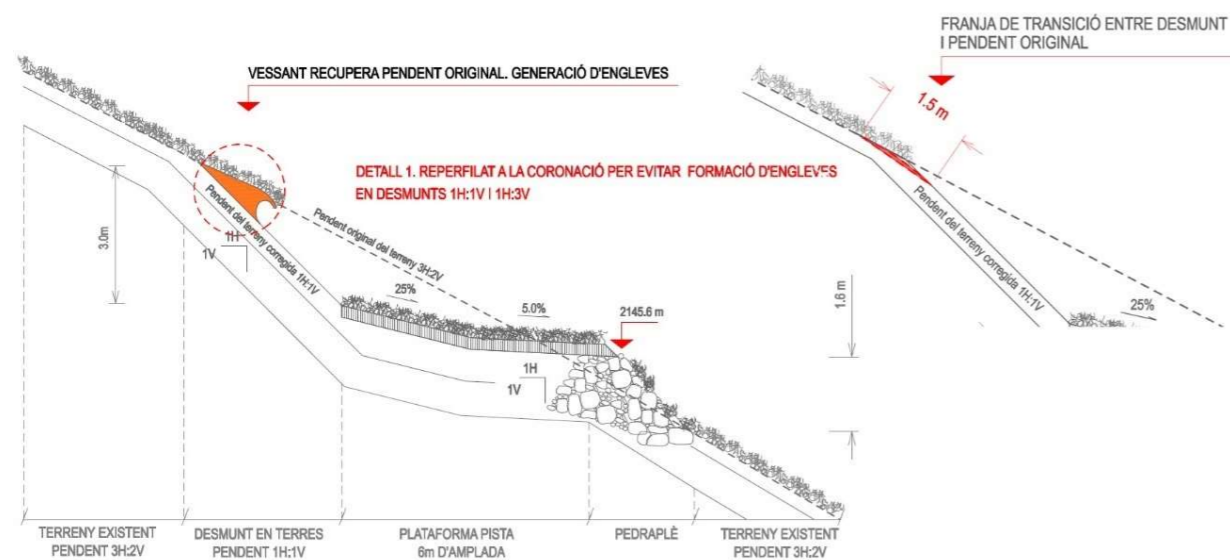 FRANJA DE TRANSICIÓ ENTRE DESMUNT
I PENDENT ORIGINAL
VESSANT RECUPERA PENDENT ORIGINAL. GENERACIÓ D'ENGLEVES
1.5 m
DETALL 1. REPERFILAT A LA CORONACIÓ PER EVITAR FORMACIÓ D'ENGLEVES
EN DESMUNTS 1H:1V I 1H:3V
Pendent del terreny corregida 1H:1V
Pendent original del terreny 3H:2V
Pendent del terreny corregida 1H:1V
3.0m
1H
1V
25%
5.0%
2145.6 m
1.6 m
25%
1H
1V
TERRENY EXISTENT
PENDENT 3H:2V
DESMUNT EN TERRES
PENDENT 1H:1V
PLATAFORMA PISTA
6m D'AMPLADA
PEDRAPLÈ
TERRENY EXISTENT
PENDENT 3H:2V